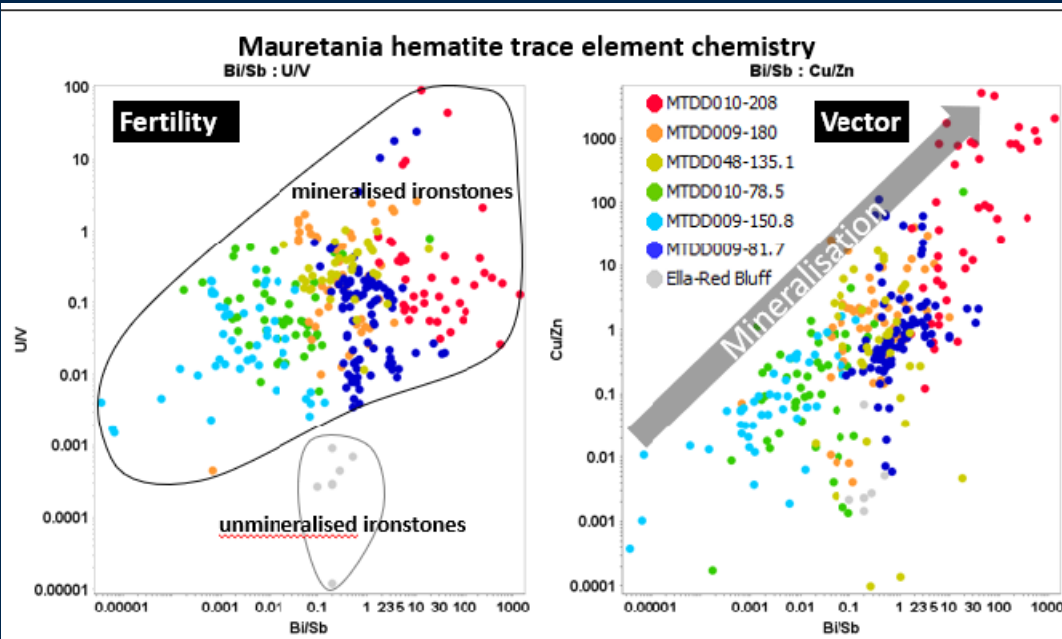 Mauretania hematite trace element chemistry
Bi/Sb : U/V
Fertility
100
10
1
0.1
0.01
0.001
0.0001
0.00001
U/V
mineralised ironstones
unmineralised ironstones
0.00001 0.001 0.01 0.1 1 2 3 5 10 30 100 1000
Bi/Sb
Bi/Sb : Cu/Zn
MTDD010-208
MTDD009-180
MTDD048-135.1
MTDD010-78.5
MTDD009-150.8
MTDD009-81.7
Ella-Red Bluff
Vector
Mineralisation
1000
100
10
1
0.1
0.01
0.001
0.0001
Cu/Zn
0.00001 0.001 0.01 0.1 1 2 3 5 10 30 100 1000
Bi/Sb